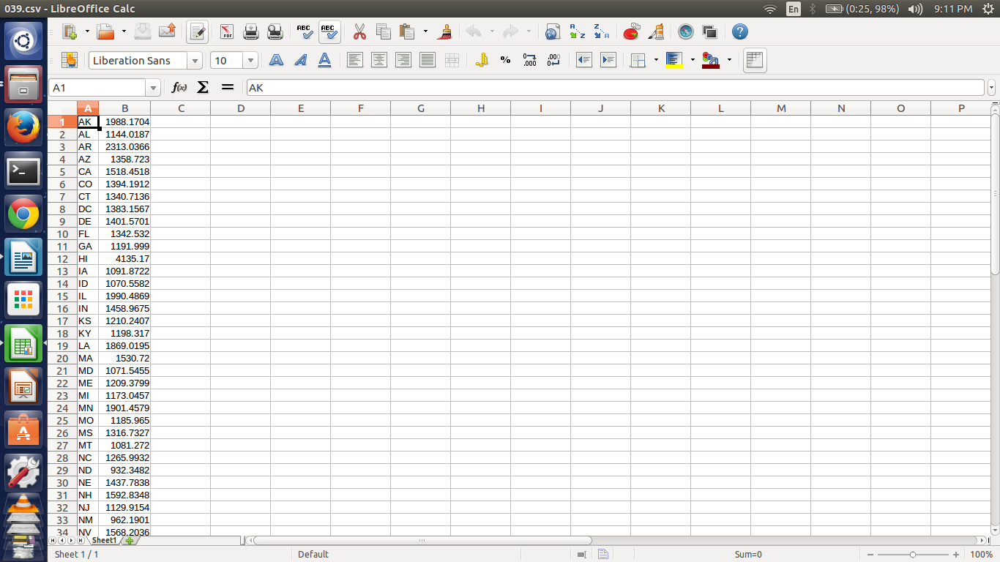 039.csv - LibreOffice Calc En (0:25, 98%) 9:11 PM
Liberation Sans 10
A1 f(x) Σ = AK
A B C D E F G H I J K L M N O P
1 AK 1988.1704
2 AL 1144.0187
3 AR 2313.0366
4 AZ 1358.723
5 CA 1518.4518
6 CO 1394.1912
7 CT 1340.7136
8 DC 1383.1567
9 DE 1401.5701
10 FL 1342.532
11 GA 1191.999
12 HI 4135.17
13 IA 1091.8722
14 ID 1070.5582
15 IL 1990.4869
16 IN 1458.9675
17 KS 1210.2407
18 KY 1198.317
19 LA 1869.0195
20 MA 1530.72
21 MD 1071.5455
22 ME 1209.3799
23 MI 1173.0457
24 MN 1901.4579
25 MO 1185.965
26 MS 1316.7327
27 MT 1081.272
28 NC 1265.9932
29 ND 932.3482
30 NE 1437.7838
31 NH 1592.8348
32 NJ 1129.9154
33 NM 962.1901
34 NV 1568.2036
Sheet1
Sheet 1 / 1 Default Sum=0 100%